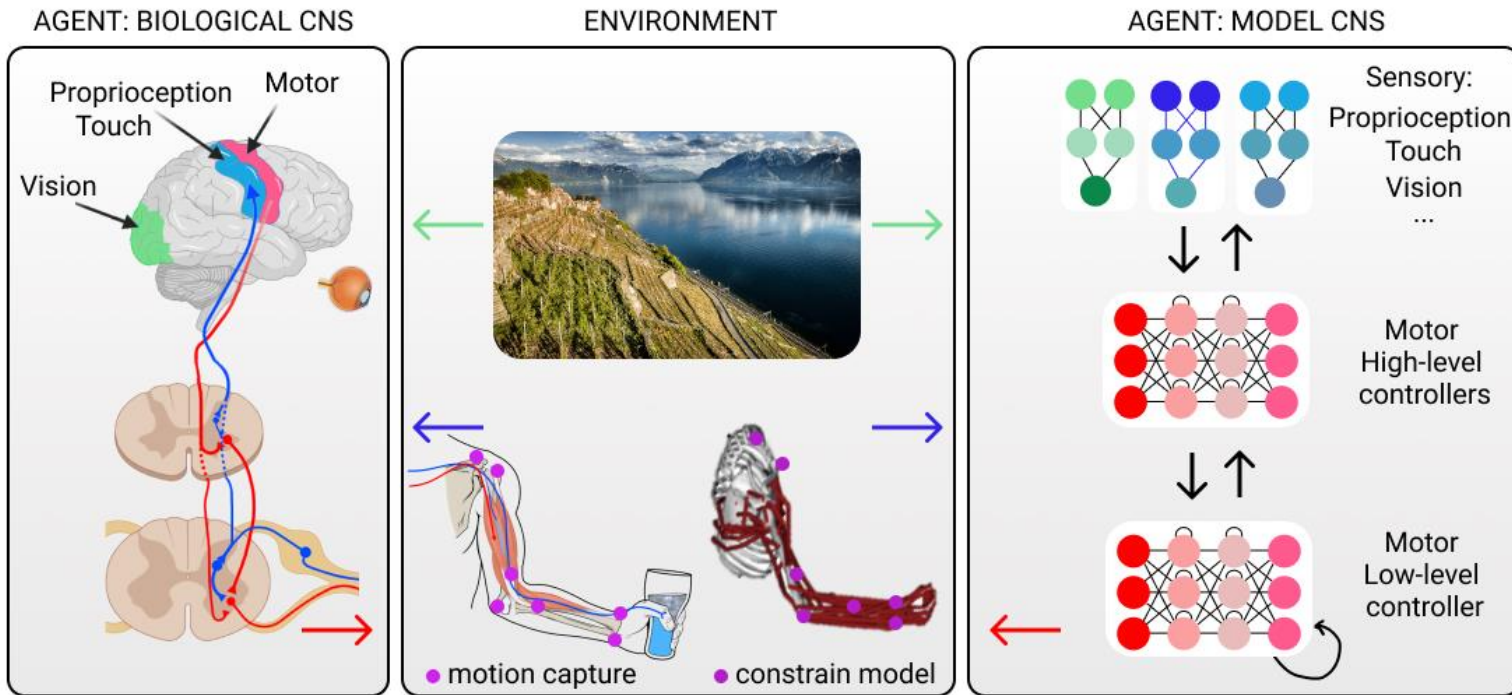 AGENT: BIOLOGICAL CNS
Proprioception
Touch
Motor
Vision
ENVIRONMENT
motion capture
constrain model
AGENT: MODEL CNS
Sensory:
Proprioception
Touch
Vision
...
Motor
High-level
controllers
Motor
Low-level
controller